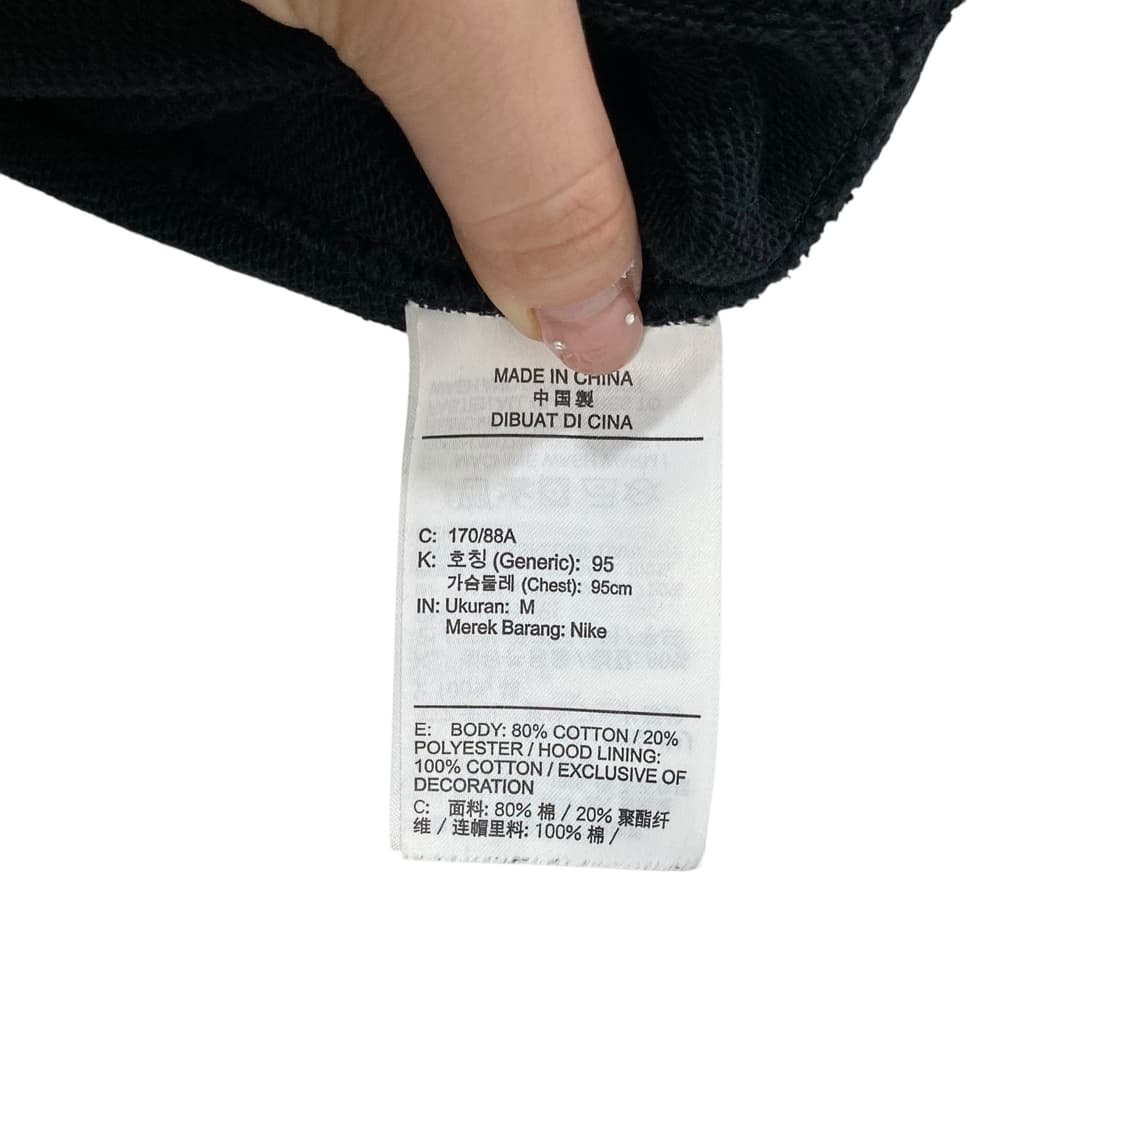 MADE IN CHINA
中国製
DIBUAT DI CINA
C: 170/88A
K: 호칭 (Generic): 95
가슴둘레 (Chest): 95cm
IN: Ukuran: M
Merek Barang: Nike
E: BODY: 80% COTTON / 20%
POLYESTER / HOOD LINING:
100% COTTON / EXCLUSIVE OF
DECORATION
C: 面料: 80% 棉 / 20% 聚酯纤
维 / 连帽里料: 100% 棉 /